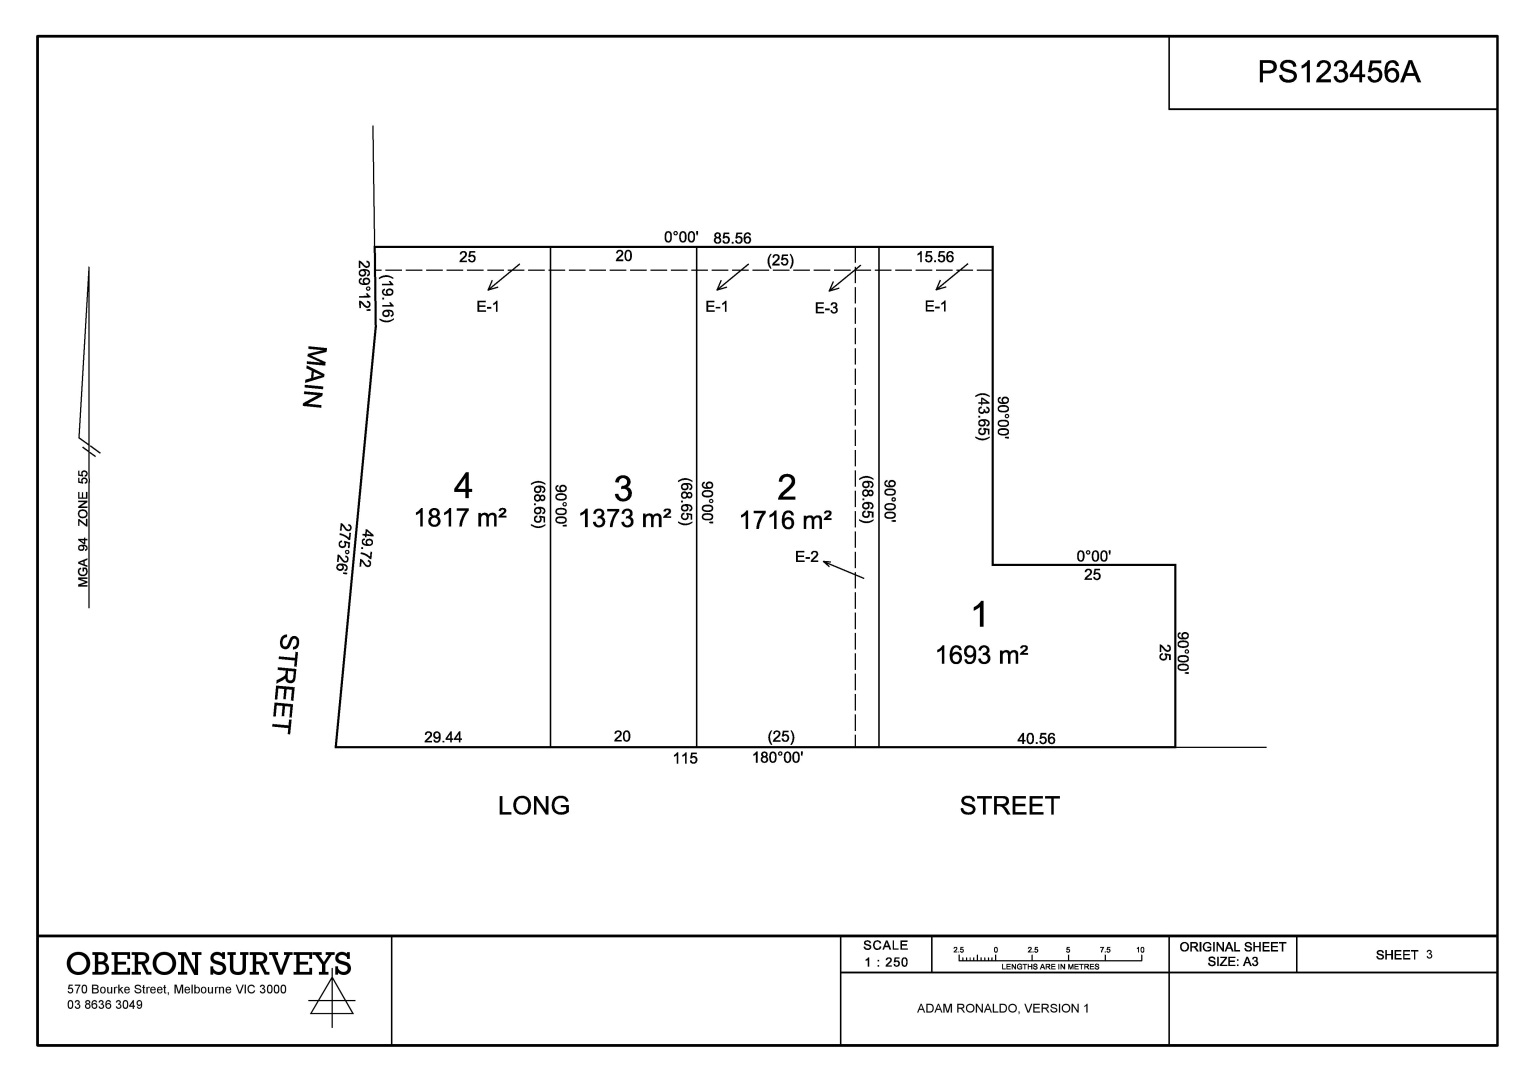 PS123456A
0°00' 85.56
25
20
(25)
15.56
269°12'
(19.16)
E-1
E-1
E-3
E-1
MAIN
STREET
MGA 94 ZONE 55
(43.65)
90°00'
4
1817 m²
3
1373 m²
2
1716 m²
(68.65)
90°00'
(68.65)
90°00'
(68.65)
90°00'
275°26'
49.72
E-2
0°00'
25
1
1693 m²
25
90°00'
29.44
20
(25)
40.56
115
180°00'
LONG STREET
OBERON SURVEYS
570 Bourke Street, Melbourne VIC 3000
03 8636 3049
SCALE
1 : 250
2.5 0 2.5 5 7.5 10
LENGTHS ARE IN METRES
ORIGINAL SHEET
SIZE: A3
SHEET 3
ADAM RONALDO, VERSION 1